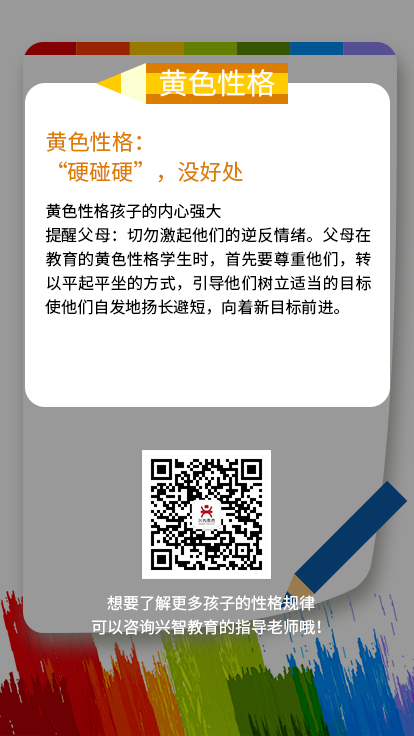 黄色性格
黄色性格：
“硬碰硬”，没好处
黄色性格孩子的内心强大
提醒父母：切勿激起他们的逆反情绪。父母在
教育的黄色性格学生时，首先要尊重他们，转
以平起平坐的方式，引导他们树立适当的目标
使他们自发地扬长避短，向着新目标前进。
想要了解更多孩子的性格规律
可以咨询兴智教育的指导老师哦！